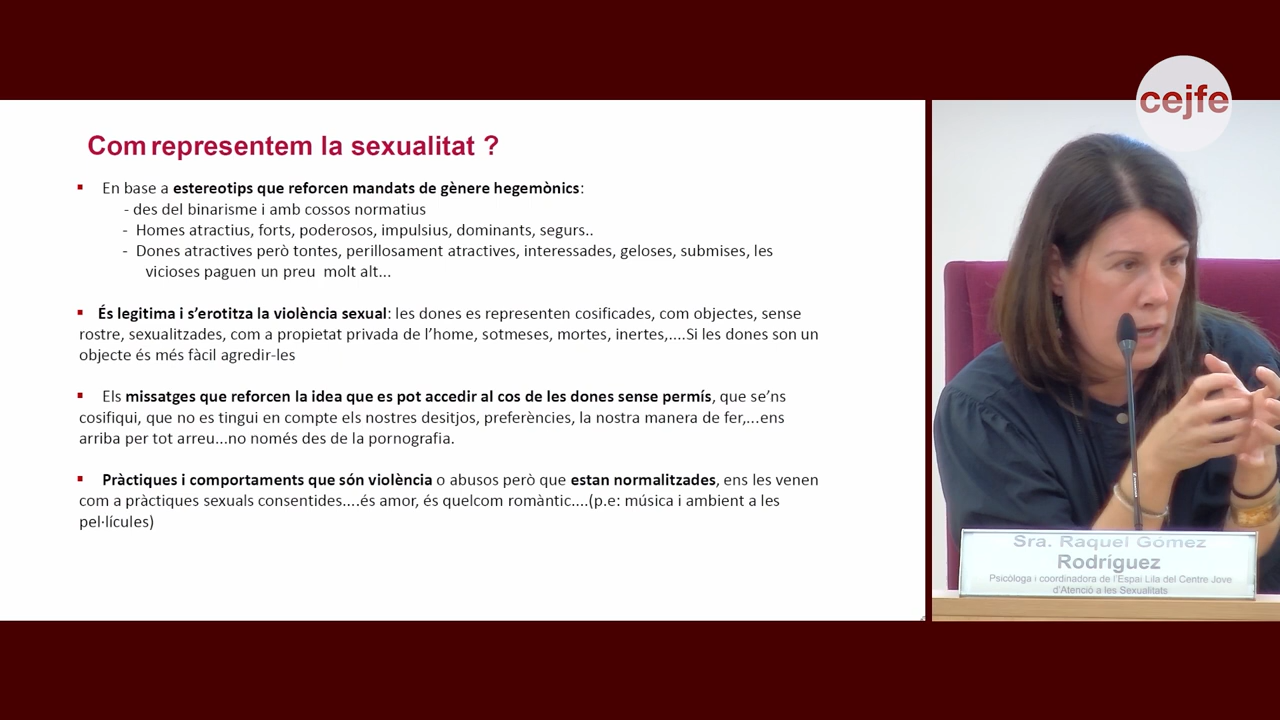 cejfe
Com representem la sexualitat ?
▪ En base a estereotips que reforcen mandats de gènere hegemònics:
- des del binarisme i amb cossos normatius
- Homes atractius, forts, poderosos, impulsius, dominants, segurs..
- Dones atractives però tontes, perillosament atractives, interessades, geloses, submises, les
vicioses paguen un preu molt alt...
▪ És legitima i s’erotitza la violència sexual: les dones es representen cosificades, com objectes, sense
rostre, sexualitzades, com a propietat privada de l’home, sotmeses, mortes, inertes,....Si les dones son un
objecte és més fàcil agredir-les
▪ Els missatges que reforcen la idea que es pot accedir al cos de les dones sense permís, que se’ns
cosifiqui, que no es tingui en compte els nostres desitjos, preferències, la nostra manera de fer,...ens
arriba per tot arreu...no només des de la pornografia.
▪ Pràctiques i comportaments que són violència o abusos però que estan normalitzades, ens les venen
com a pràctiques sexuals consentides....és amor, és quelcom romàntic....(p.e: música i ambient a les
pel·lícules)
Sra. Raquel Gómez
Rodríguez
Psicòloga i coordinadora de l’Espai Lila del Centre Jove
d’Atenció a les Sexualitats